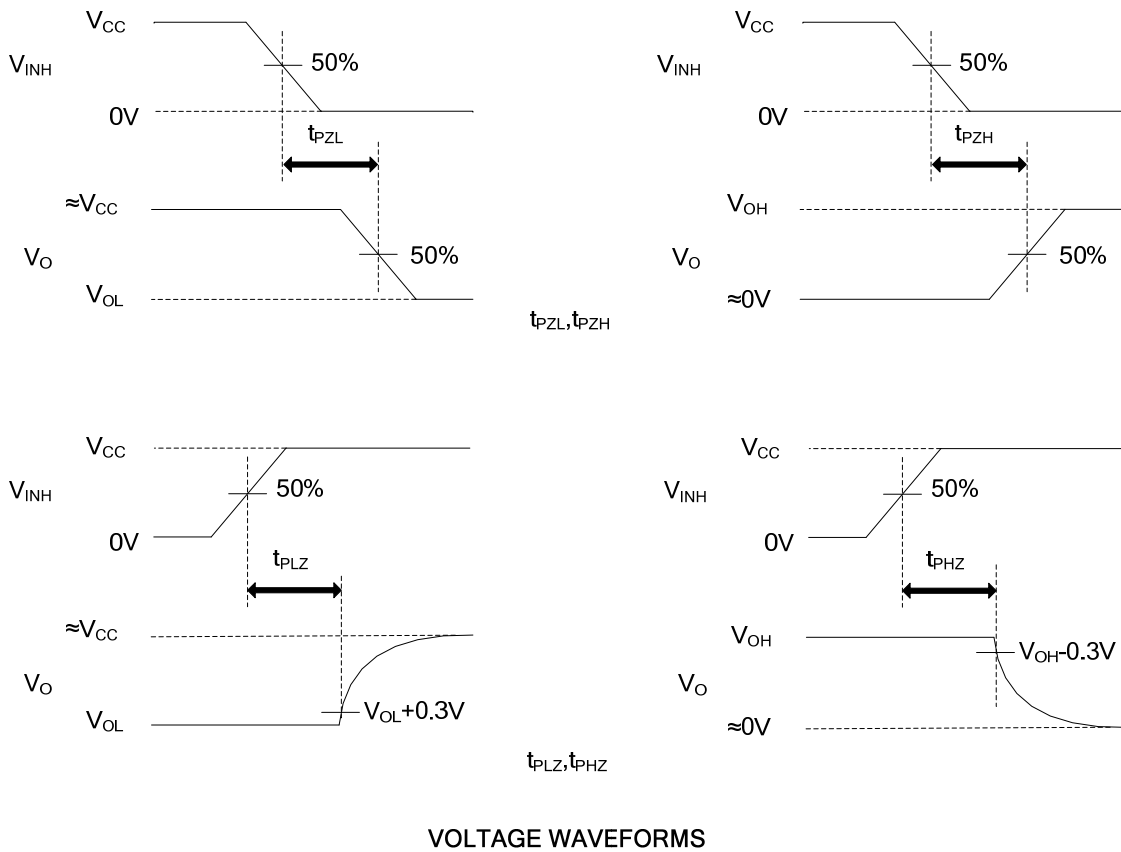 VCC
VINH
50%
0V
tPZL
≈VCC
VO
50%
VOL
VCC
VINH
50%
0V
tPZH
VOH
VO
50%
≈0V
tPZL,tPZH
VCC
VINH
50%
0V
tPLZ
≈VCC
VO
VOL+0.3V
VOL
VCC
VINH
50%
0V
tPHZ
VOH
VOH-0.3V
VO
≈0V
tPLZ,tPHZ
VOLTAGE WAVEFORMS